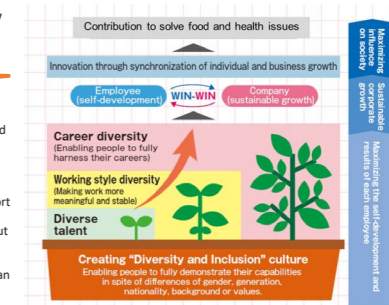 Contribution to solve food and health issues
Innovation through synchronization of individual and business growth
Employee
(self-development)
WIN-WIN
Company
(sustainable growth)
Career diversity
(Enabling people to fully
harness their careers)
Working style diversity
(Making work more
meaningful and stable)
Diverse
talent
Creating "Diversity and Inclusion" culture
Enabling people to fully demonstrate their capabilities
in spite of differences of gender, generation,
nationality, background or values.
Maximizing
influence
on society
Sustainable
corporate
growth
Maximizing the self-development and
results of each employee